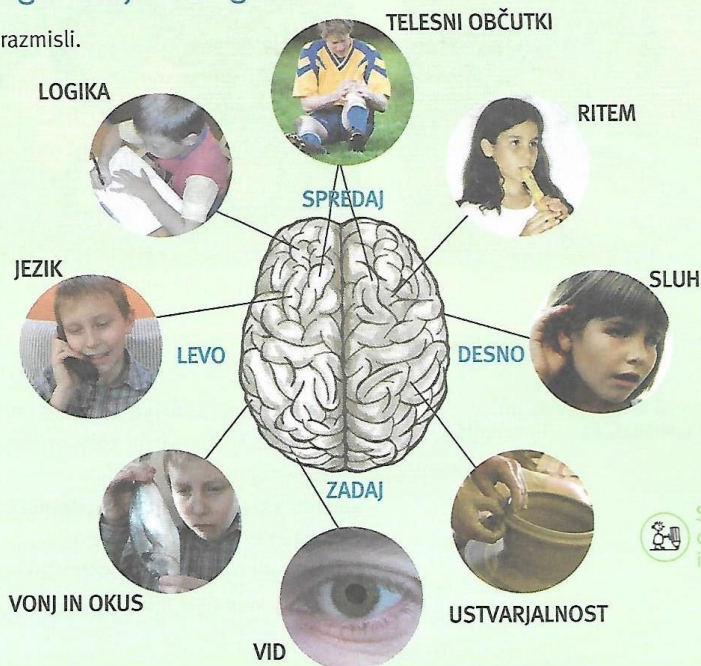 razmisli.
TELESNI OBČUTKI
LOGIKA
RITEM
SPREDAJ
JEZIK
SLUH
LEVO
DESNO
ZADAJ
VONJ IN OKUS
USTVARJALNOST
VID